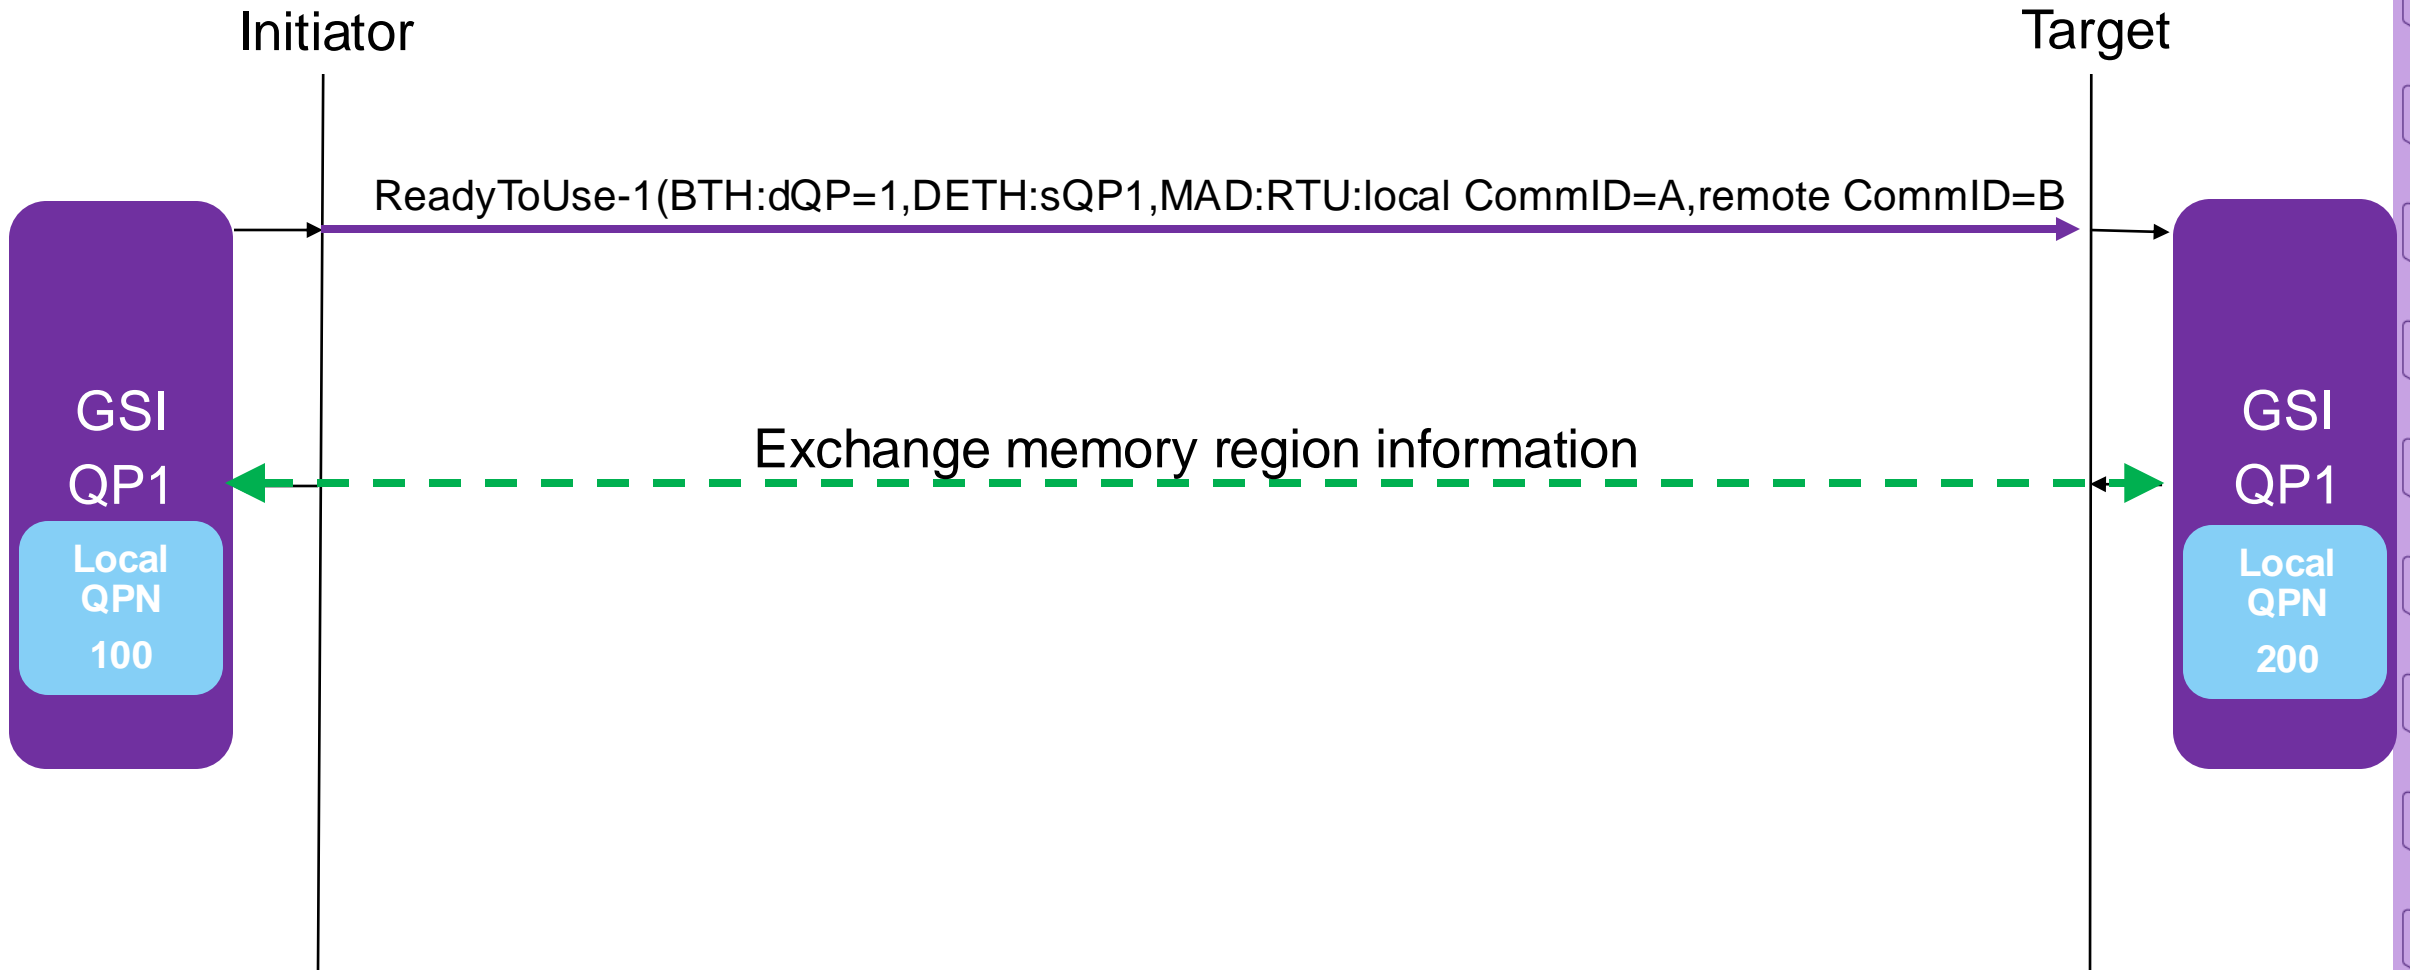 Initiator
Target
ReadyToUse-1(BTH:dQP=1,DETH:sQP1,MAD:RTU:local CommID=A,remote CommID=B
GSI
QP1
Local
QPN
100
Exchange memory region information
GSI
QP1
Local
QPN
200